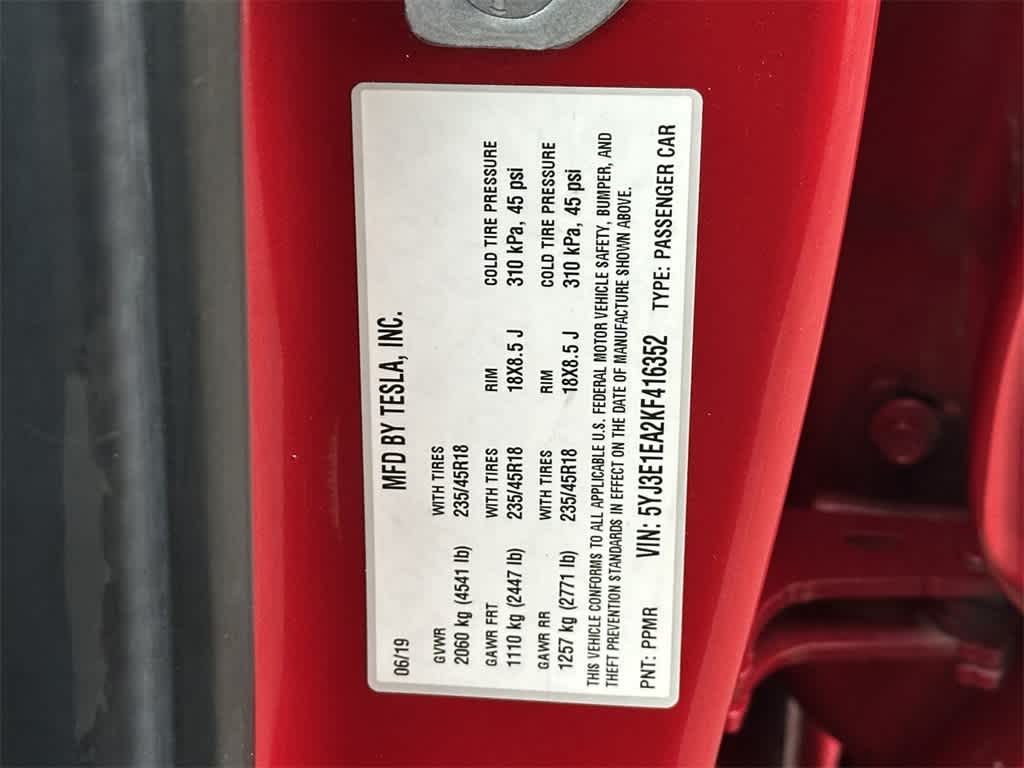 MFD BY TESLA, INC.
06/19
GVWR WITH TIRES
2060 kg (4541 lb) 235/45R18
GAWR FRT WITH TIRES RIM COLD TIRE PRESSURE
1110 kg (2447 lb) 235/45R18 18X8.5 J 310 kPa, 45 psi
GAWR RR WITH TIRES RIM COLD TIRE PRESSURE
1257 kg (2771 lb) 235/45R18 18X8.5 J 310 kPa, 45 psi
THIS VEHICLE CONFORMS TO ALL APPLICABLE U.S. FEDERAL MOTOR VEHICLE SAFETY, BUMPER, AND
THEFT PREVENTION STANDARDS IN EFFECT ON THE DATE OF MANUFACTURE SHOWN ABOVE.
PNT: PPMR VIN: 5YJ3E1EA2KF416352 TYPE: PASSENGER CAR